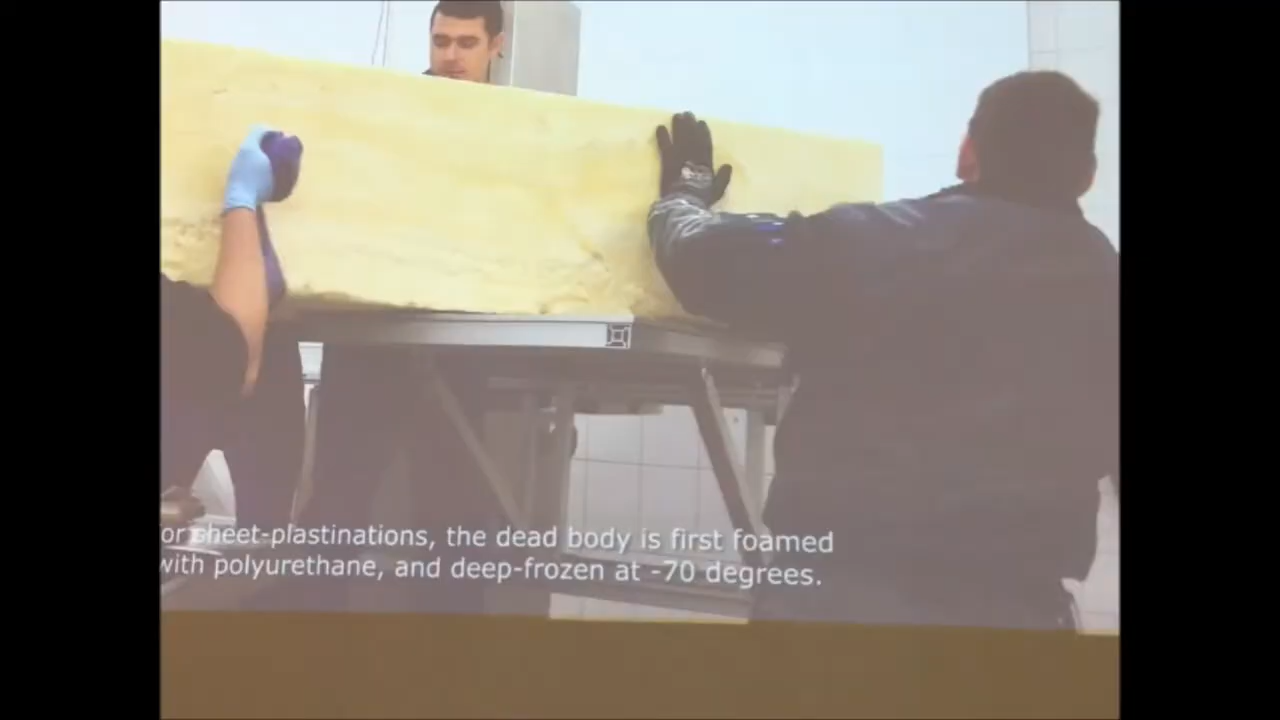 or sheet-plastinations, the dead body is first foamed
with polyurethane, and deep-frozen at -70 degrees.